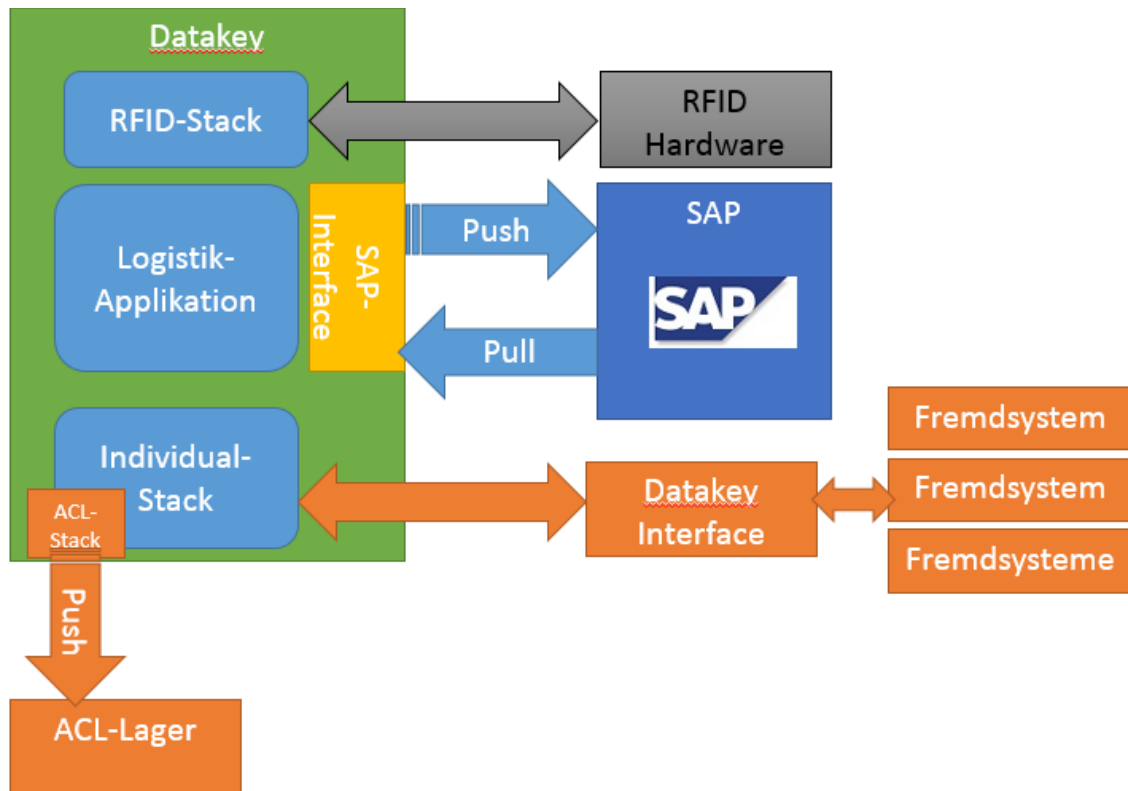 Datakey
RFID-Stack
RFID
Hardware
Logistik-
Applikation
SAP-
Interface
Push
Pull
SAP
SAP
Individual-
Stack
ACL-
Stack
Push
ACL-Lager
Datakey
Interface
Fremdsystem
Fremdsystem
Fremdsysteme